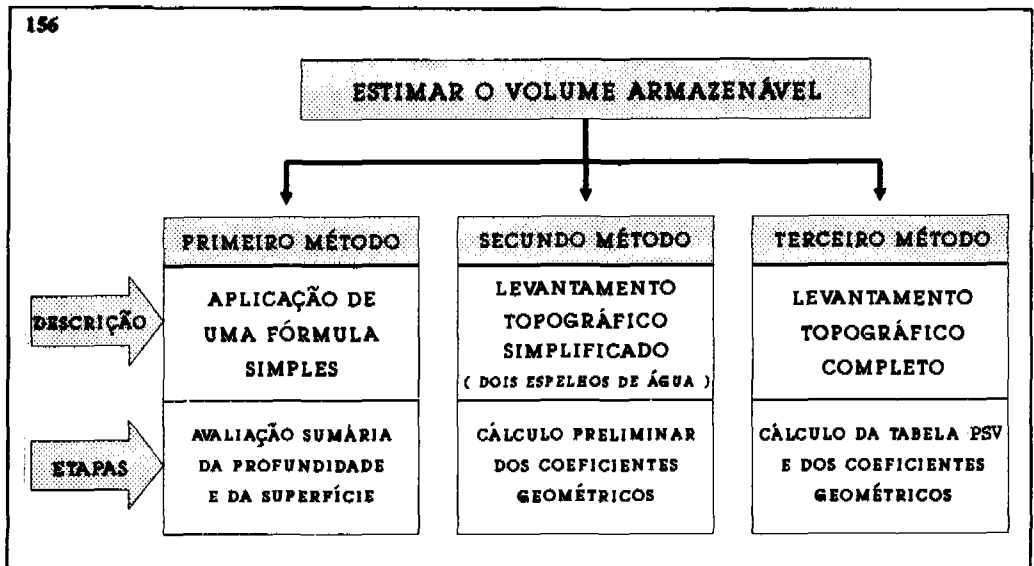 156
ESTIMAR O VOLUME ARMAZENÁVEL
PRIMEIRO MÉTODO
SECUNDO MÉTODO
TERCEIRO MÉTODO
DESCRIÇÃO
APLICAÇÃO DE
UMA FÓRMULA
SIMPLES
LEVANTAMENTO
TOPOGRÁFICO
SIMPLIFICADO
( DOIS ESPELHOS DE ÁGUA )
LEVANTAMENTO
TOPOGRÁFICO
COMPLETO
ETAPAS
AVALIAÇÃO SUMÁRIA
DA PROFUNDIDADE
E DA SUPERFÍCIE
CÁLCULO PRELIMINAR
DOS COEFICIENTES
GEOMÉTRICOS
CÁLCULO DA TABELA PSV
E DOS COEFICIENTES
GEOMÉTRICOS